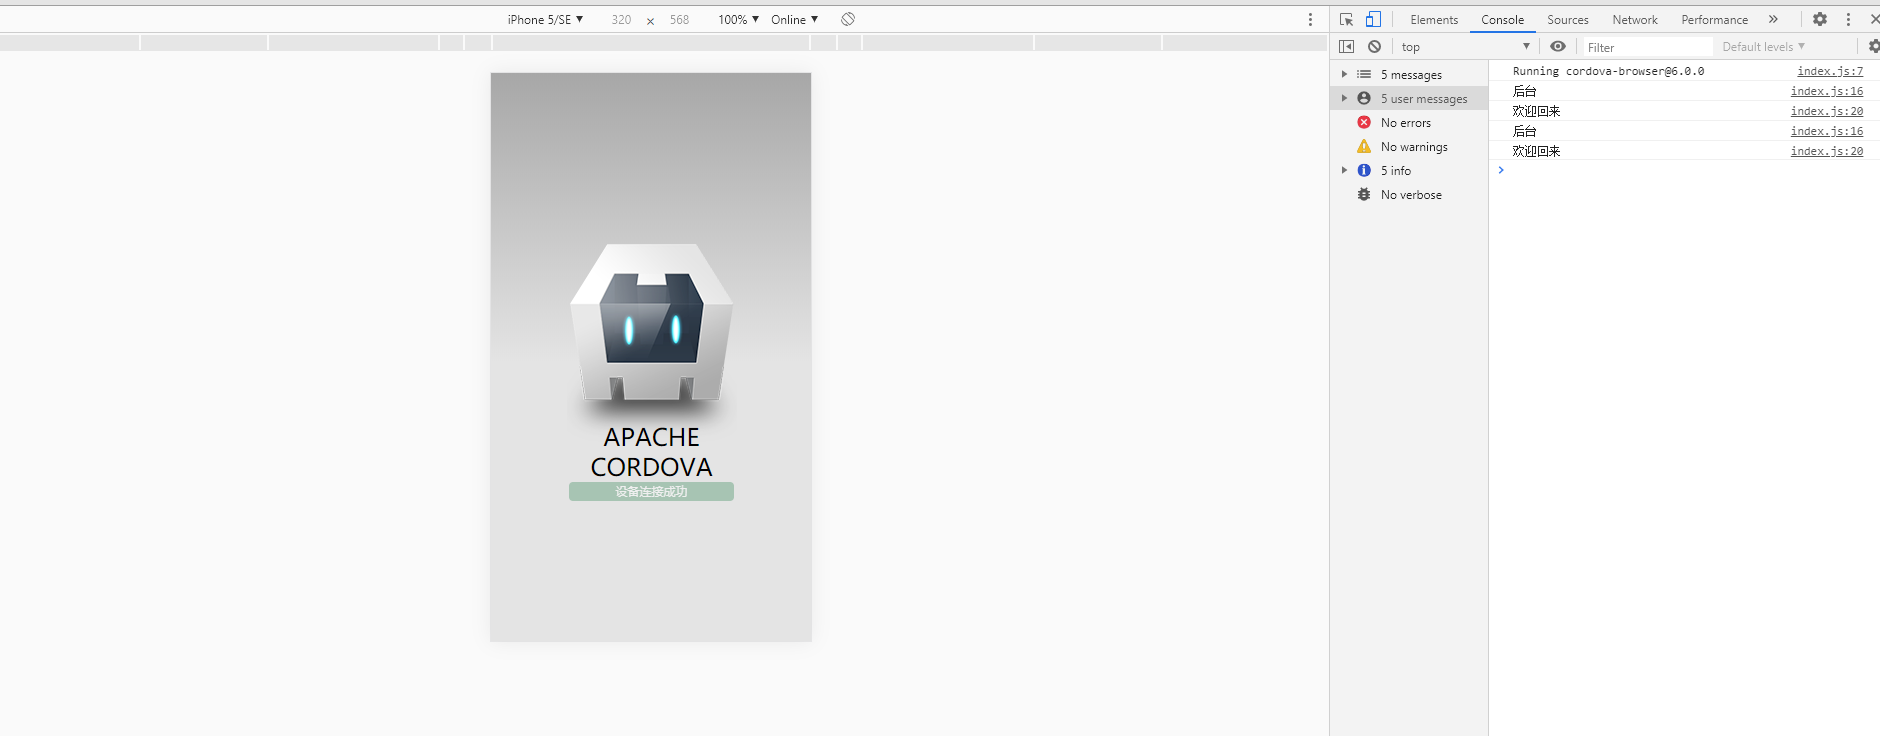 iPhone 5/SE ▼ 320 × 568 100% ▼ Online ▼
Elements Console Sources Network Performance »
top ▼ Filter Default levels ▼
APACHE
CORDOVA
设备连接成功
5 messages
5 user messages
No errors
No warnings
5 info
No verbose
Running cordova-browser@6.0.0 index.js:7
后台 index.js:16
欢迎回来 index.js:20
后台 index.js:16
欢迎回来 index.js:20